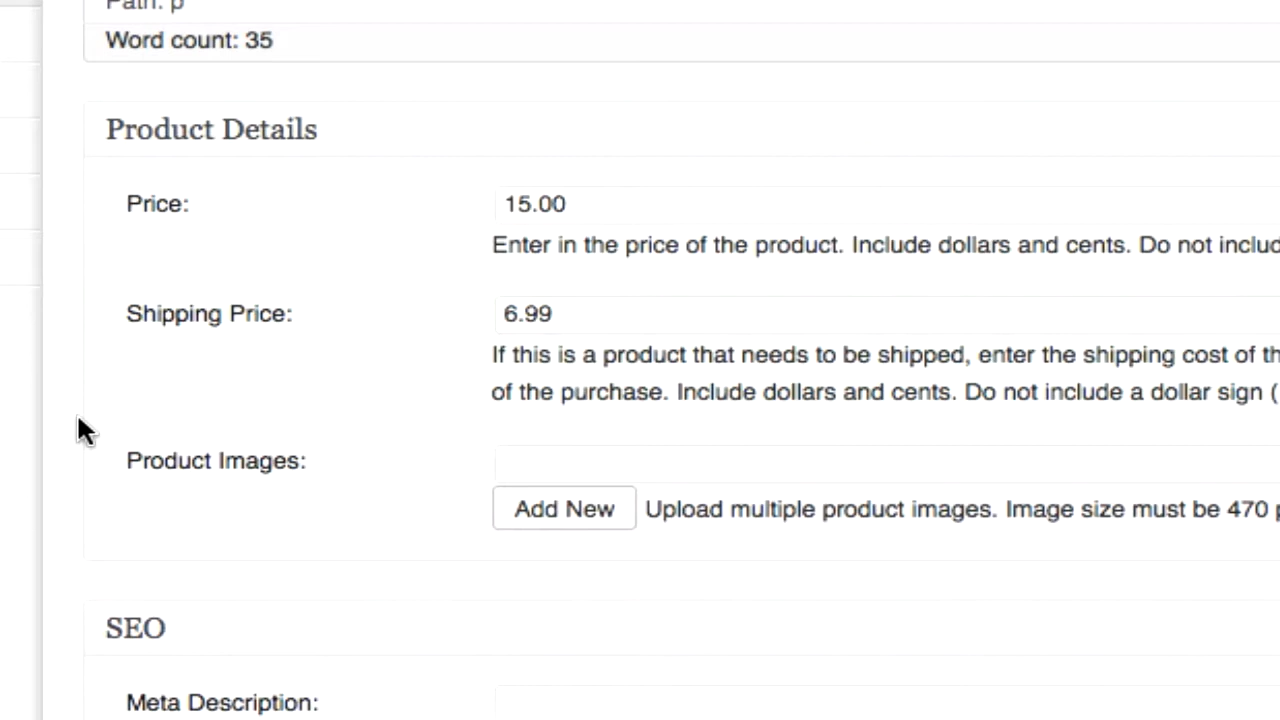 Path: p
Word count: 35
Product Details
Price:
15.00
Enter in the price of the product. Include dollars and cents. Do not includ
Shipping Price:
6.99
If this is a product that needs to be shipped, enter the shipping cost of th
of the purchase. Include dollars and cents. Do not include a dollar sign (
Product Images:
Add New Upload multiple product images. Image size must be 470 p
SEO
Meta Description: